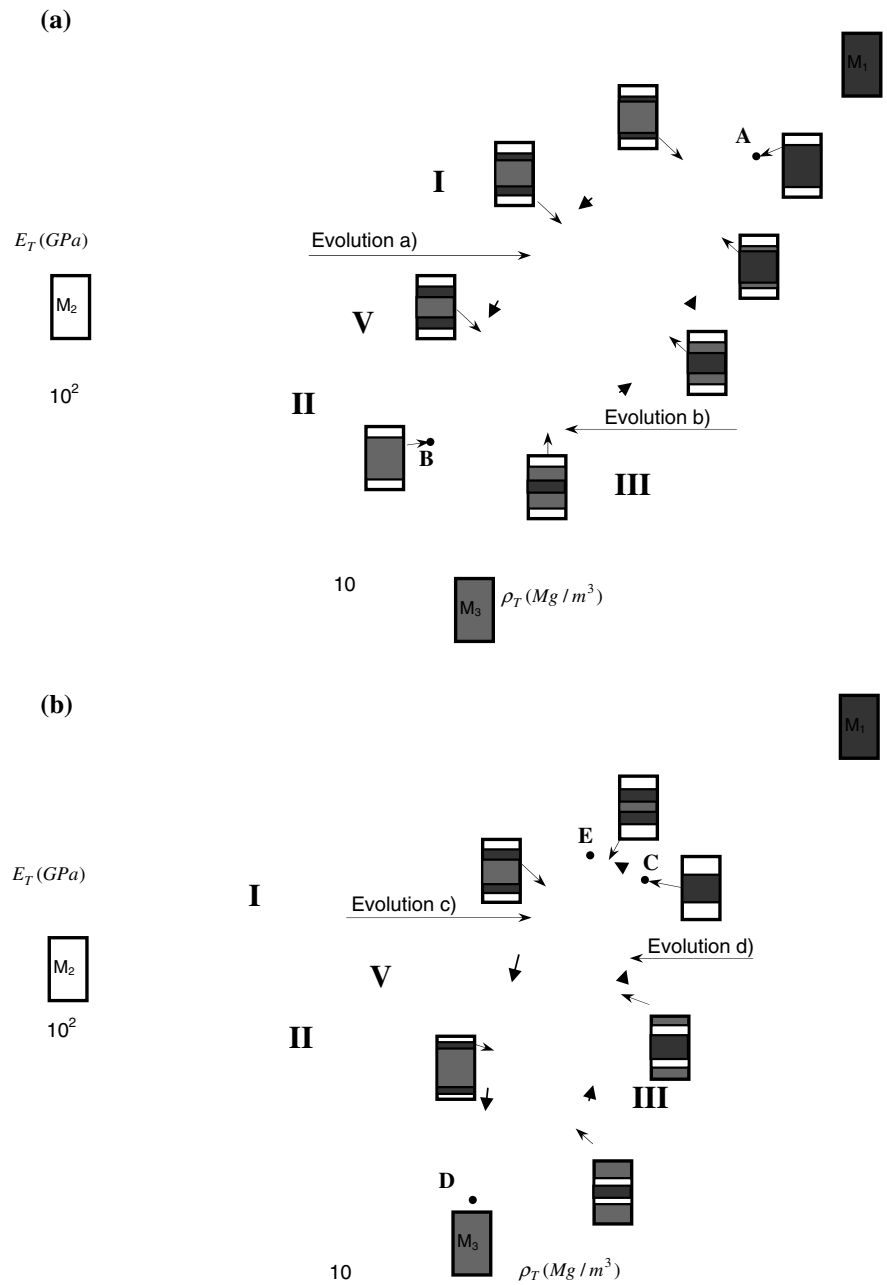 (a)
M₁
A
I
E_T (GPa)
Evolution a)
M₂
V
10²
II
Evolution b)
B
III
10
M₃
ρ_T (Mg / m³)
(b)
M₁
E
C
E_T (GPa)
I
Evolution c)
Evolution d)
M₂
V
10²
II
III
D
M₃
10
ρ_T (Mg / m³)